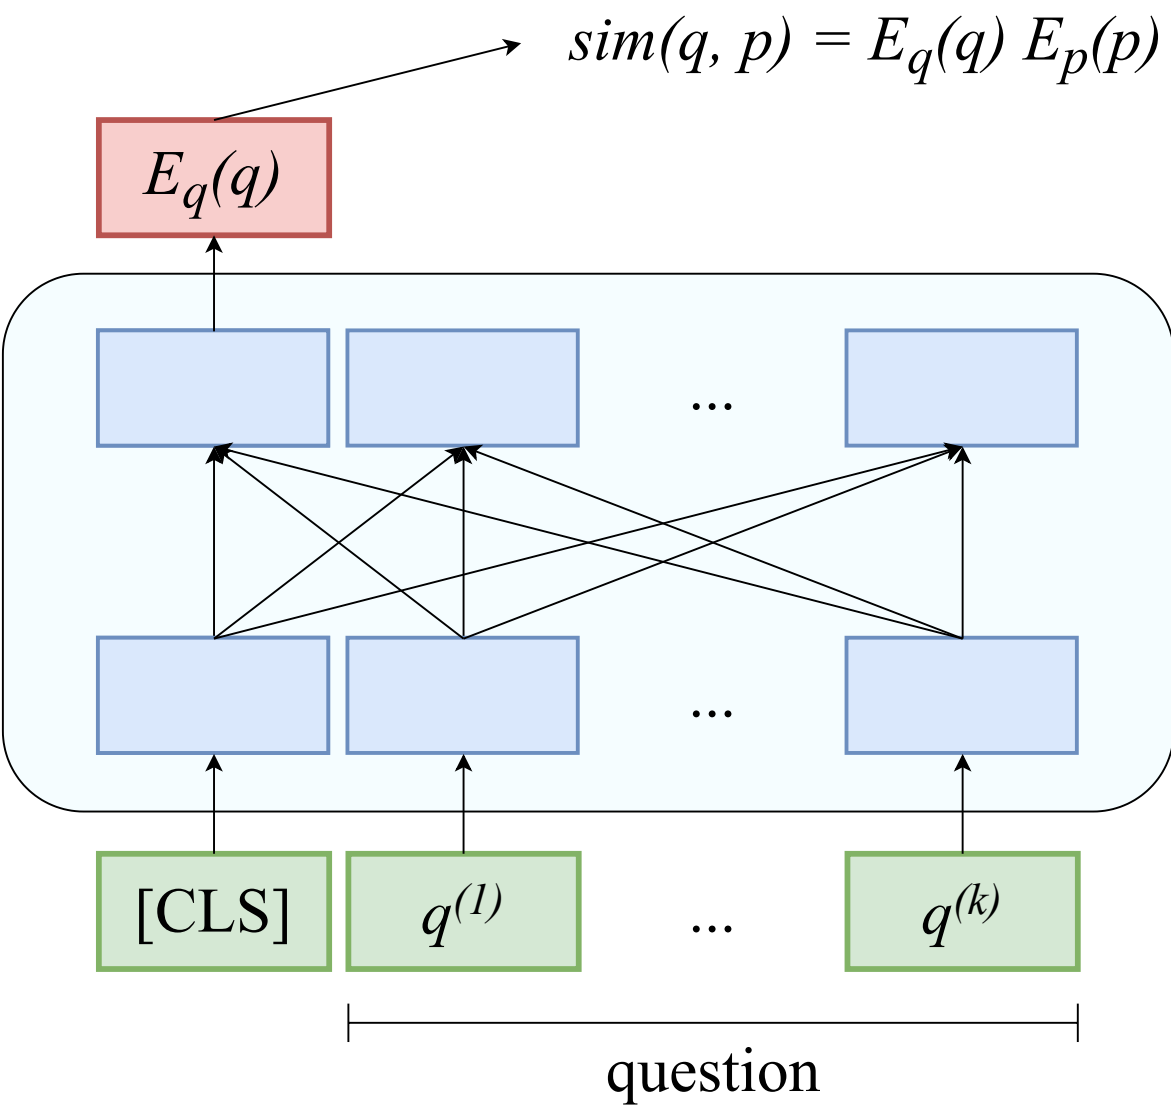 sim(q, p) = E_q(q) E_p(p)
E_q(q)
...
...
[CLS] q^(1) ... q^(k)
question